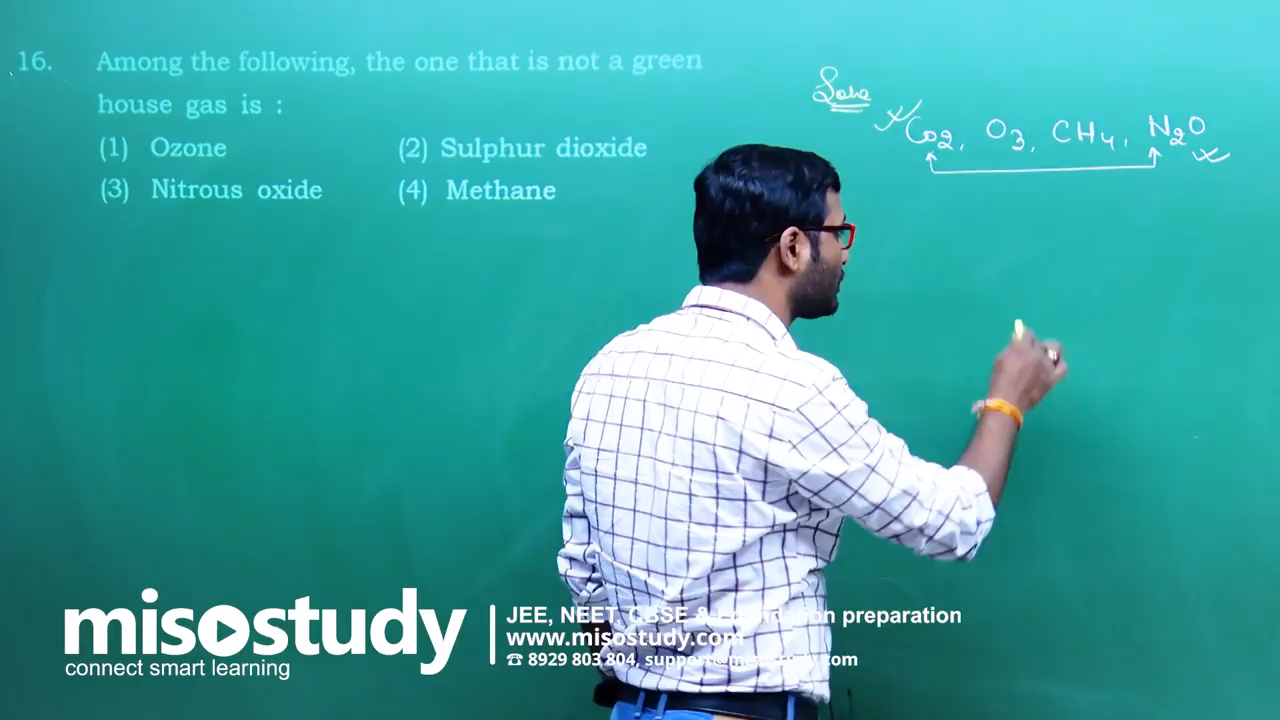 16. Among the following, the one that is not a green
house gas is :
(1) Ozone (2) Sulphur dioxide
(3) Nitrous oxide (4) Methane
CO2, O3, CH4, N2O
misostudy
connect smart learning
JEE, NEET, CBSE & Foundation preparation
www.misostudy.com
☎ 8929 803 804, support@misostudy.com